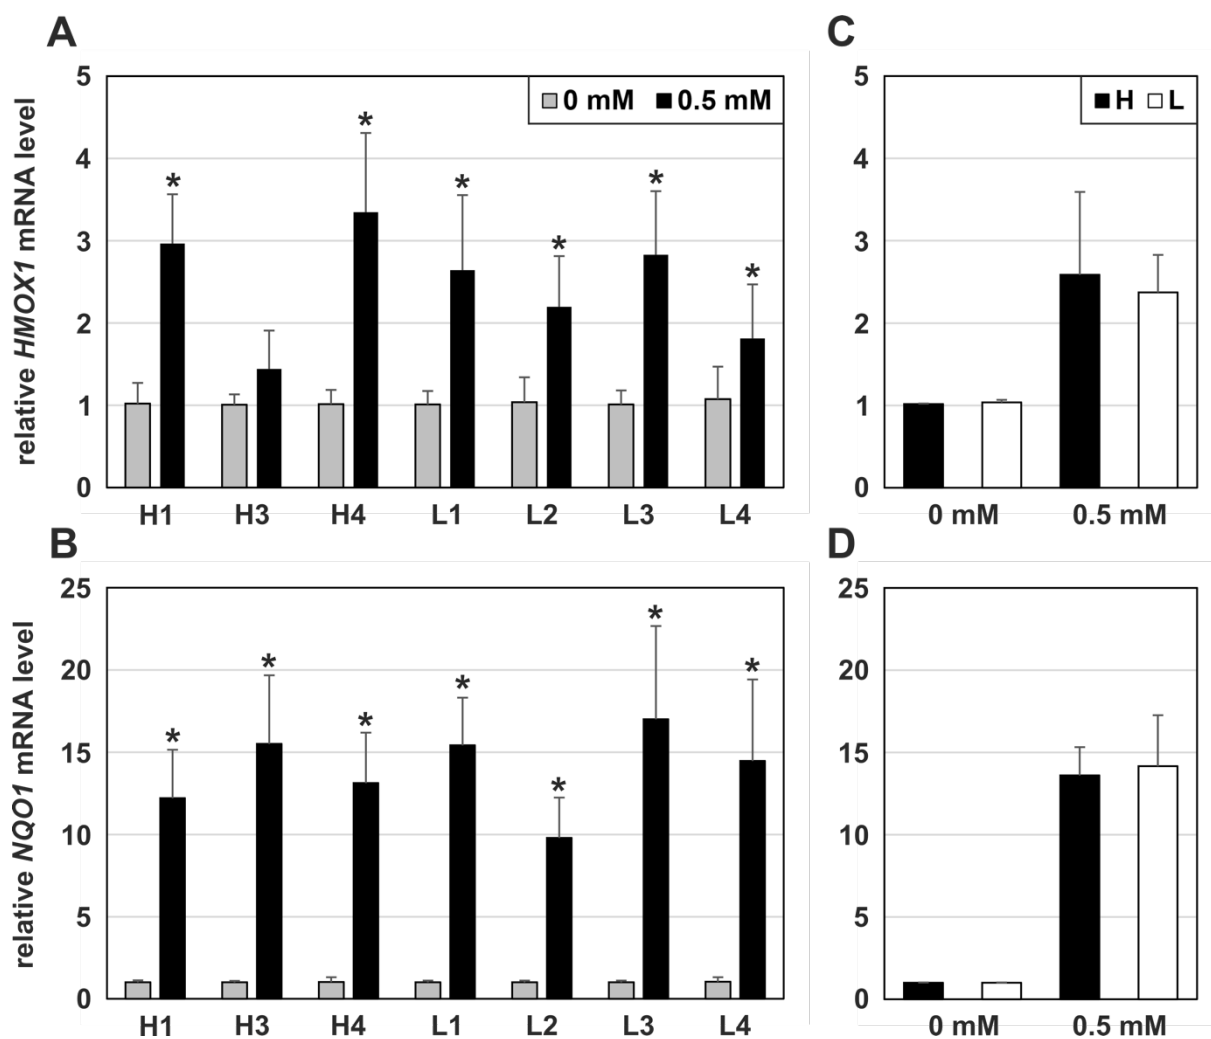 A
relative HMOX1 mRNA level
5
4
3
2
1
0
0 mM 0.5 mM
* * * * * *
H1 H3 H4 L1 L2 L3 L4
C
5
4
3
2
1
0
H L
0 mM 0.5 mM
B
relative NQO1 mRNA level
25
20
15
10
5
0
* * * * * * *
H1 H3 H4 L1 L2 L3 L4
D
25
20
15
10
5
0
0 mM 0.5 mM